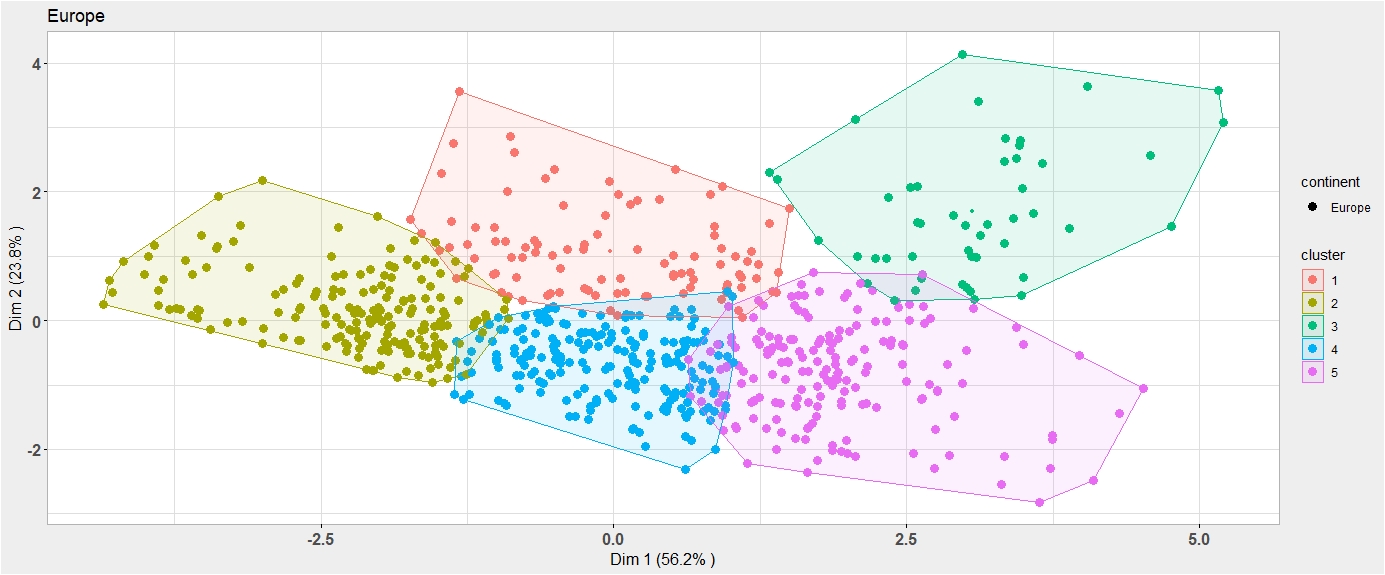 Europe
4
2
0
-2
-2.5
0.0
2.5
5.0
Dim 1 (56.2% )
Dim 2 (23.8% )
continent
Europe
cluster
1
2
3
4
5